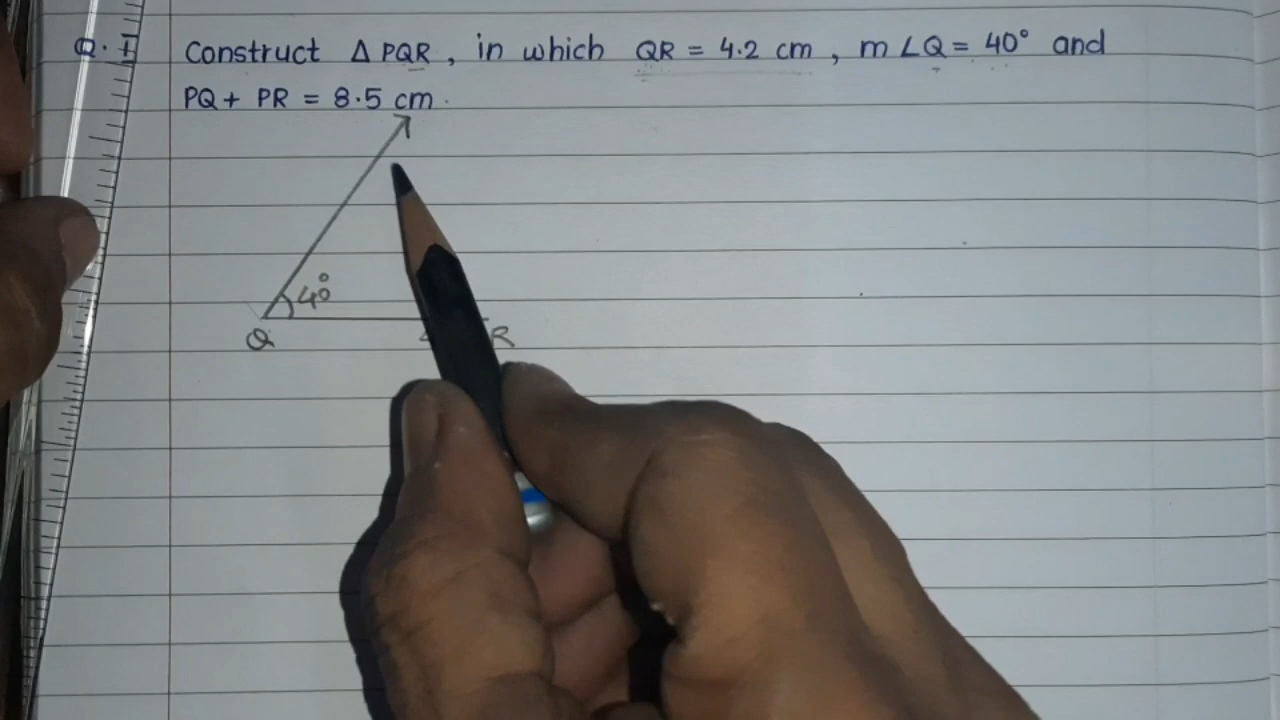 Q. 1 Construct Δ PQR , in which QR = 4.2 cm , m ∠Q = 40° and
PQ + PR = 8.5 cm.
40°
Q R